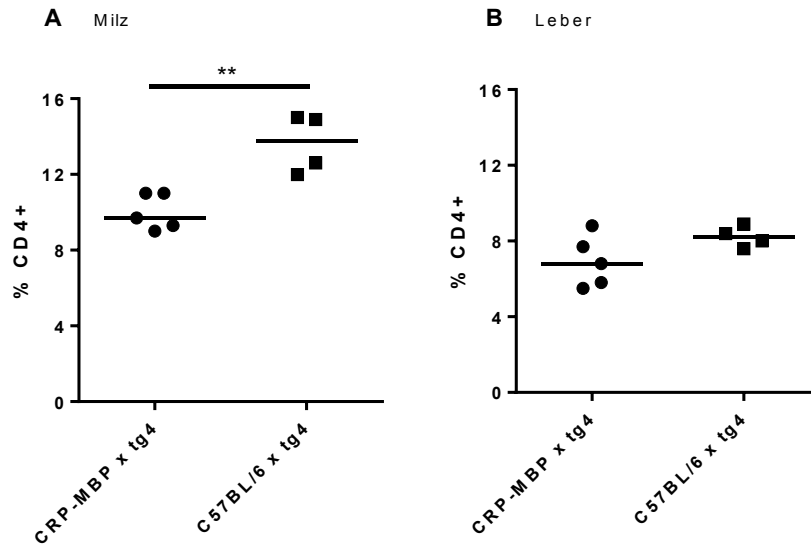 A Milz
**
% CD4+
16
12
8
4
0
CRP-MBP x tg4
C57BL/6 x tg4
B Leber
% CD4+
16
12
8
4
0
CRP-MBP x tg4
C57BL/6 x tg4